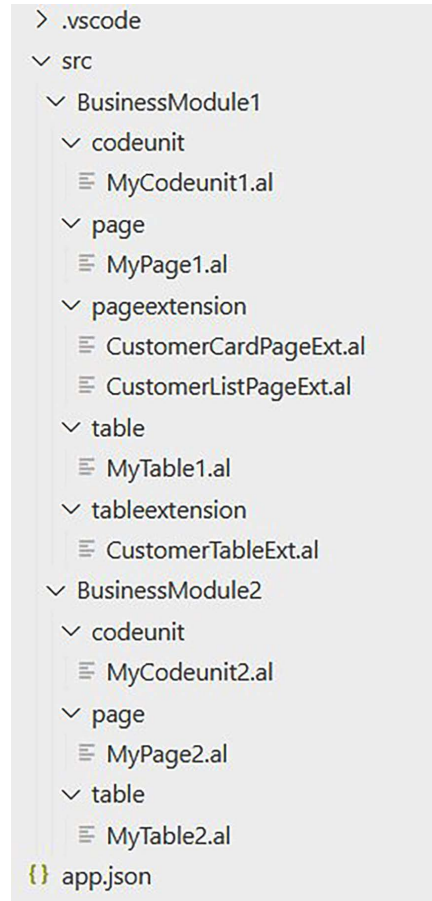 .vscode
src
BusinessModule1
codeunit
MyCodeunit1.al
page
MyPage1.al
pageextension
CustomerCardPageExt.al
CustomerListPageExt.al
table
MyTable1.al
tableextension
CustomerTableExt.al
BusinessModule2
codeunit
MyCodeunit2.al
page
MyPage2.al
table
MyTable2.al
{} app.json